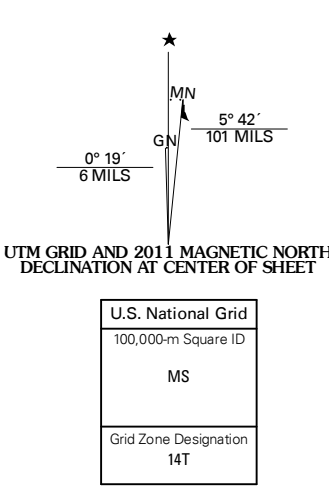 MN
GN
5° 42´
101 MILS
0° 19´
6 MILS
UTM GRID AND 2011 MAGNETIC NORTH
DECLINATION AT CENTER OF SHEET
U.S. National Grid
100,000-m Square ID
MS
Grid Zone Designation
14T